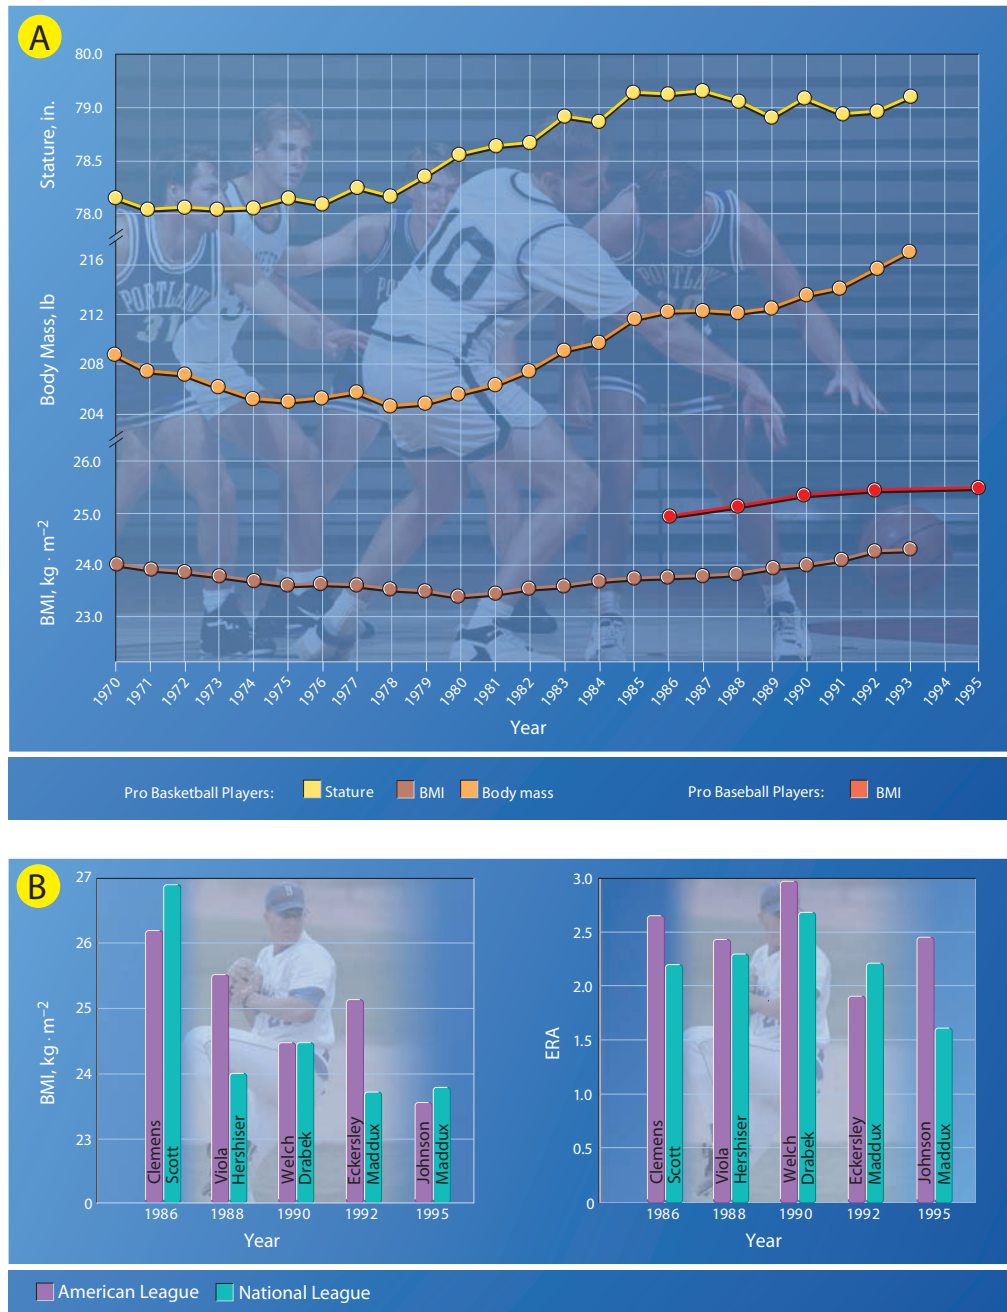 A
80.0
79.0
78.5
78.0
Stature, in.
216
212
208
204
Body Mass, lb
26.0
25.0
24.0
23.0
BMI, kg · m–2
PORTLAND
31
1970 1971 1972 1973 1974 1975 1976 1977 1978 1979 1980 1981 1982 1983 1984 1985 1986 1987 1988 1989 1990 1991 1992 1993 1994 1995
Year
Pro Basketball Players: Stature BMI Body mass Pro Baseball Players: BMI
B
27
26
25
24
23
0
BMI, kg · m–2
Clemens
Scott
Viola
Hershiser
Welch
Drabek
Eckersley
Maddux
Johnson
Maddux
1986 1988 1990 1992 1995
Year
3.0
2.5
2.0
1.5
1.0
0.5
0
ERA
Clemens
Scott
Viola
Hershiser
Welch
Drabek
Eckersley
Maddux
Johnson
Maddux
1986 1988 1990 1992 1995
Year
American League National League